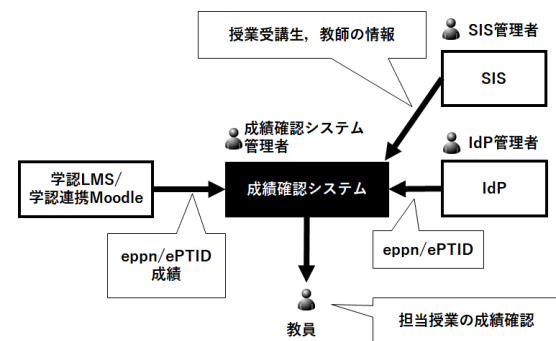 授業受講生，教師の情報
SIS管理者
SIS
成績確認システム
管理者
IdP管理者
学認LMS/
学認連携Moodle
成績確認システム
IdP
eppn/ePTID
成績
eppn/ePTID
教員
担当授業の成績確認